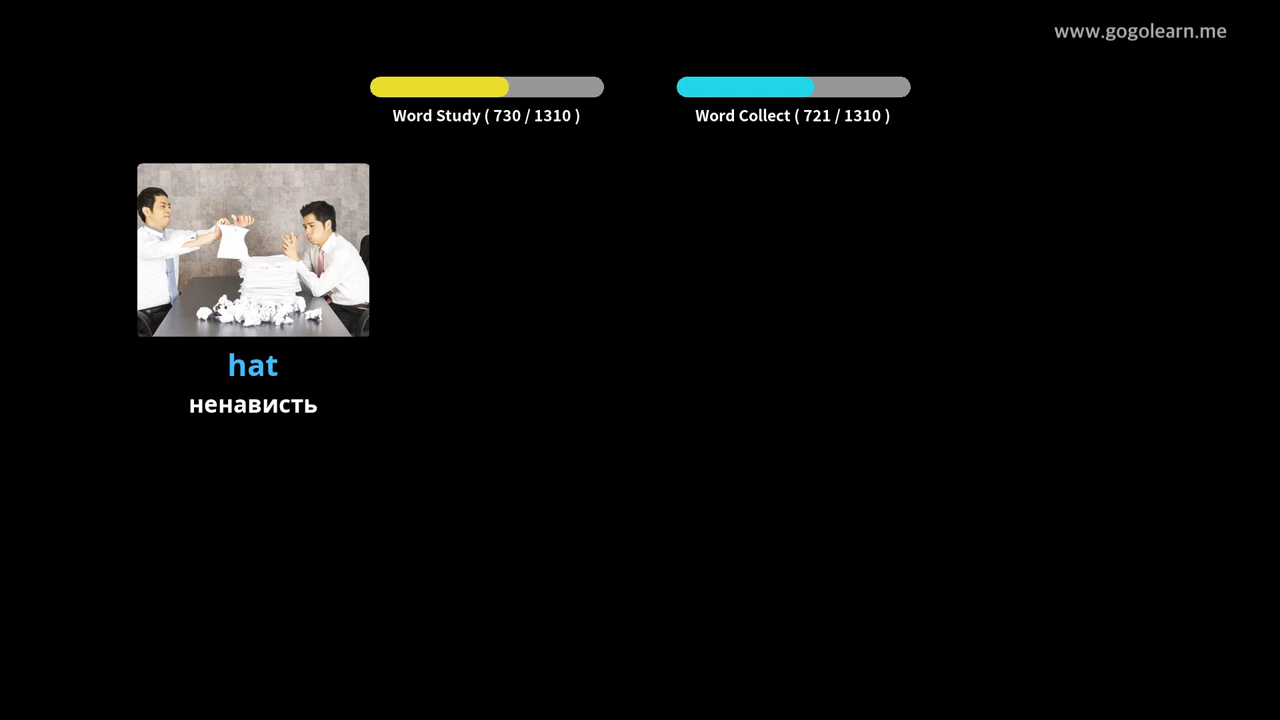 www.gogolearn.me
Word Study ( 730 / 1310 )
Word Collect ( 721 / 1310 )
hat
ненависть